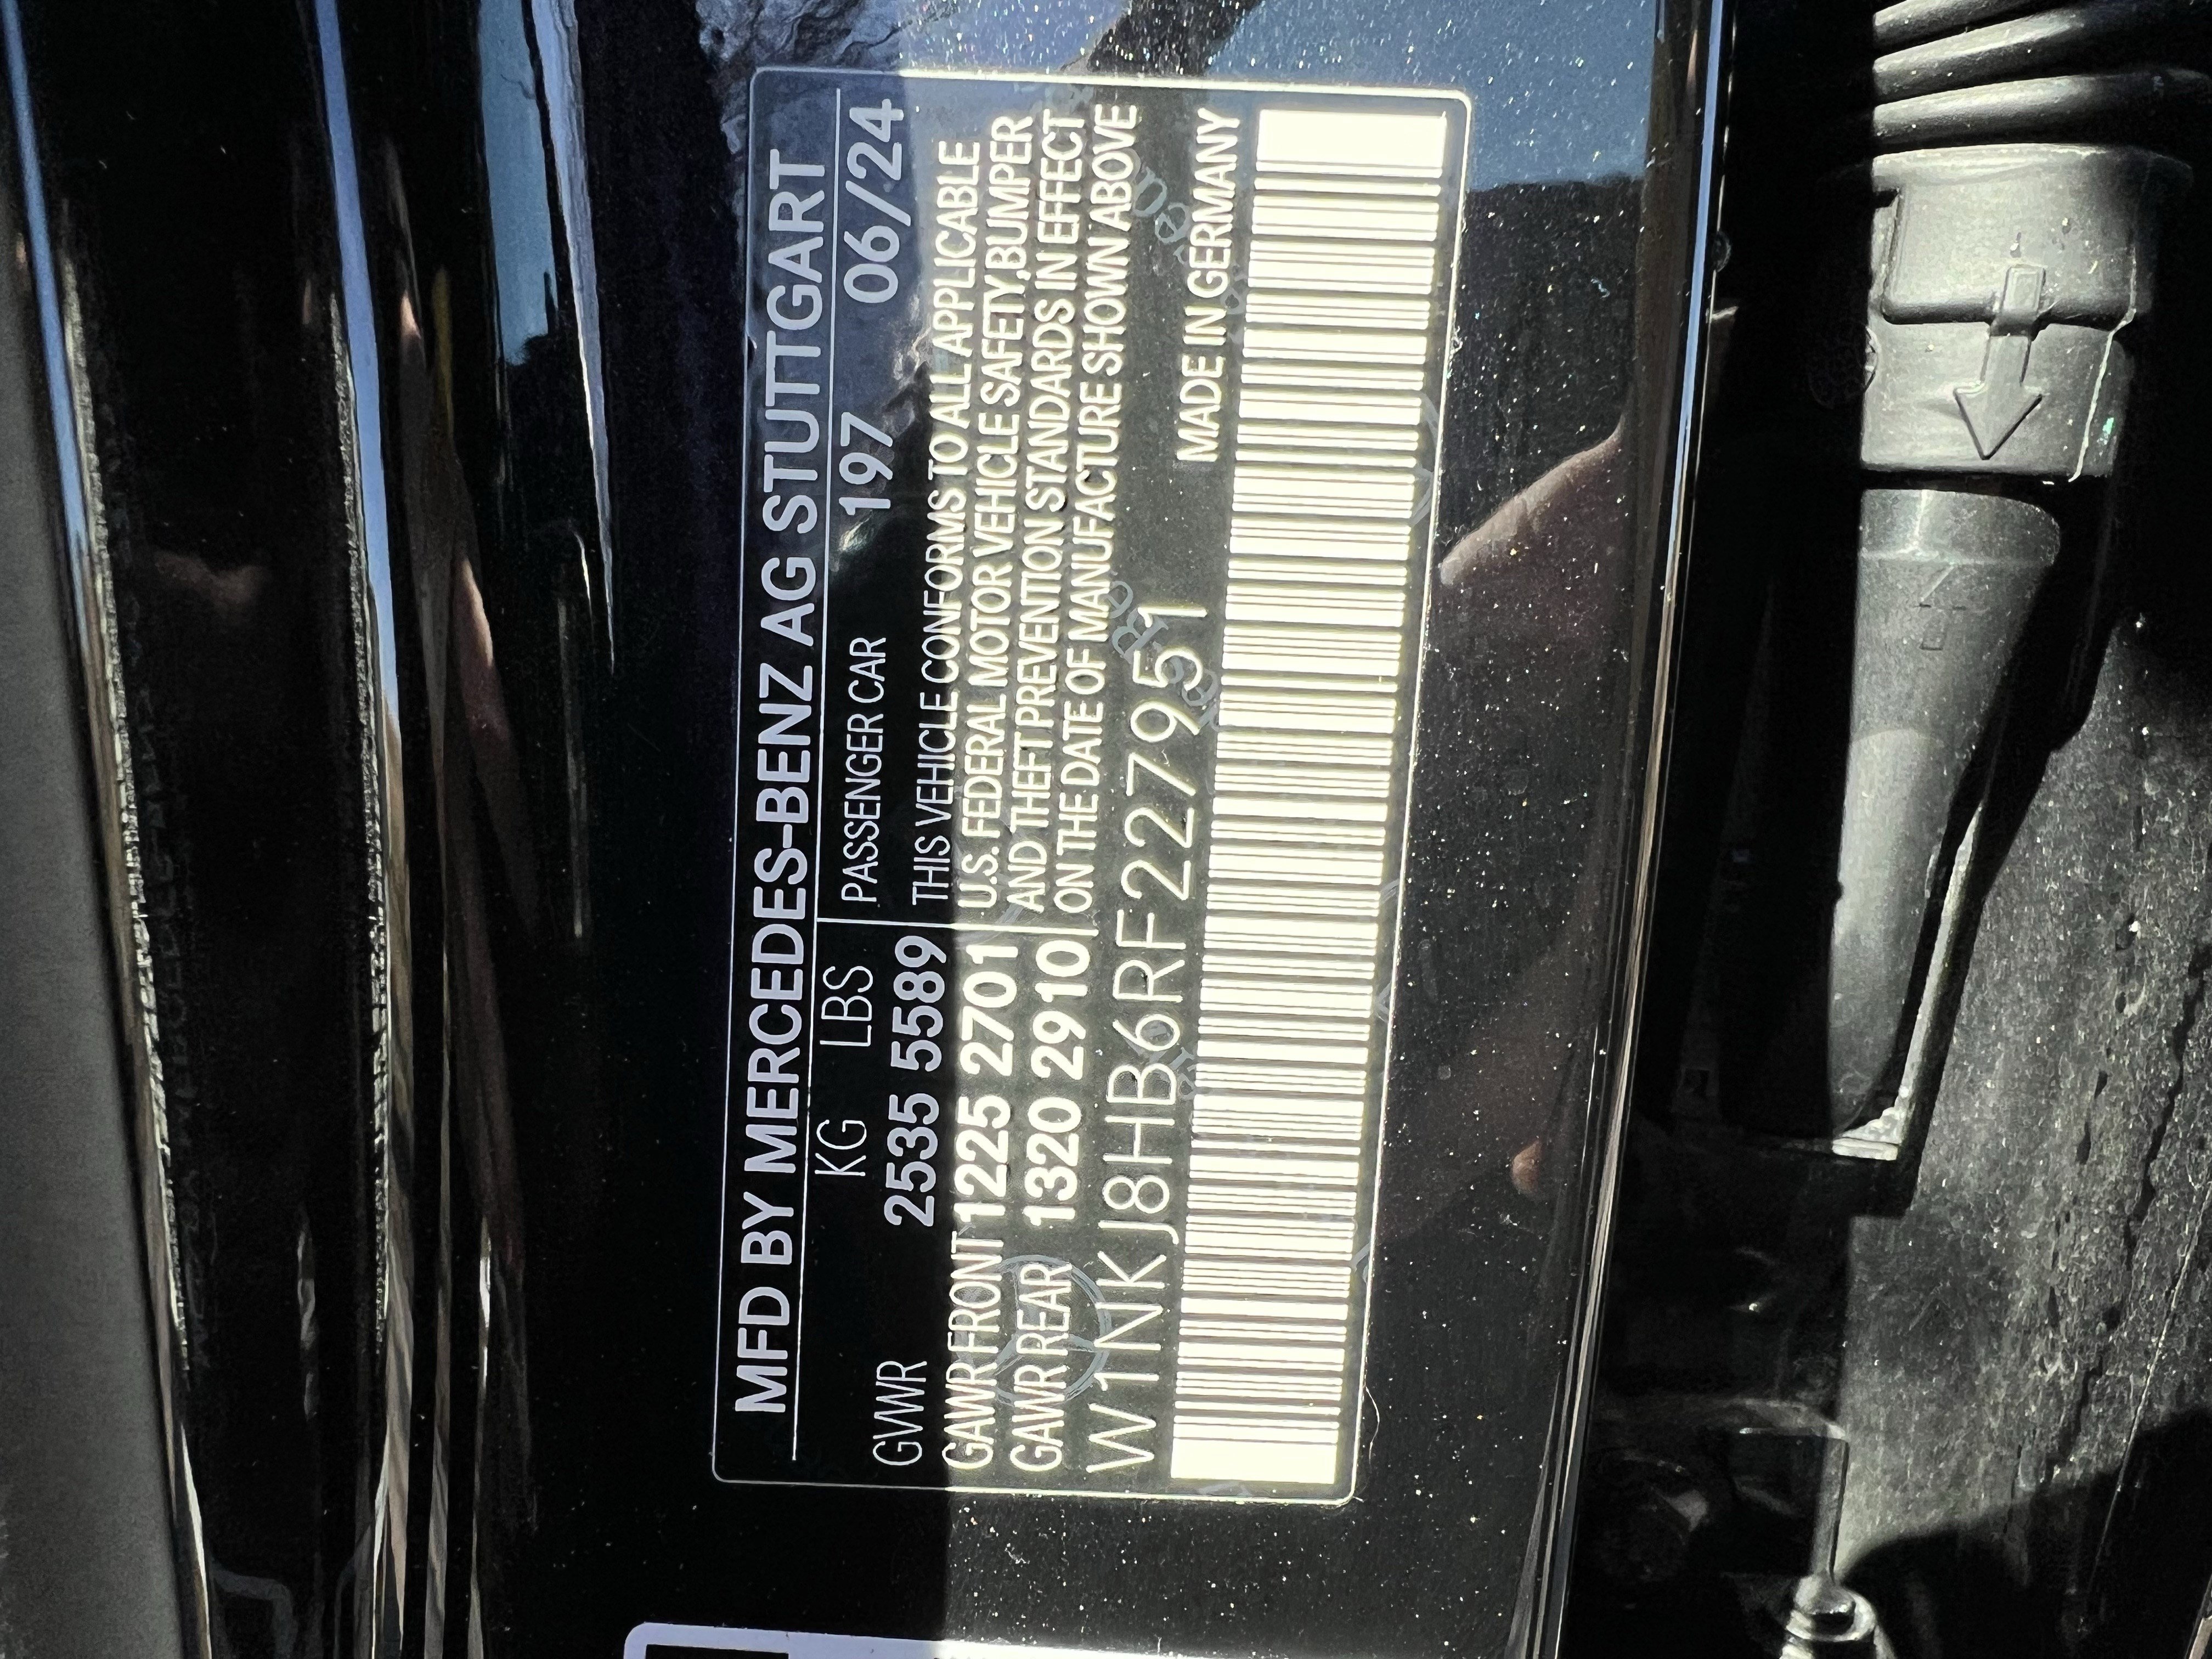 MFD BY MERCEDES-BENZ AG STUTTGART
KG LBS PASSENGER CAR 197 06/24
GVWR 2535 5589 THIS VEHICLE CONFORMS TO ALL APPLICABLE
GAWR FRONT 1225 2701 U.S. FEDERAL MOTOR VEHICLE SAFETY,BUMPER
GAWR REAR 1320 2910 AND THEFT PREVENTION STANDARDS IN EFFECT
ON THE DATE OF MANUFACTURE SHOWN ABOVE
W1NKJ8HB6RF227951 MADE IN GERMANY